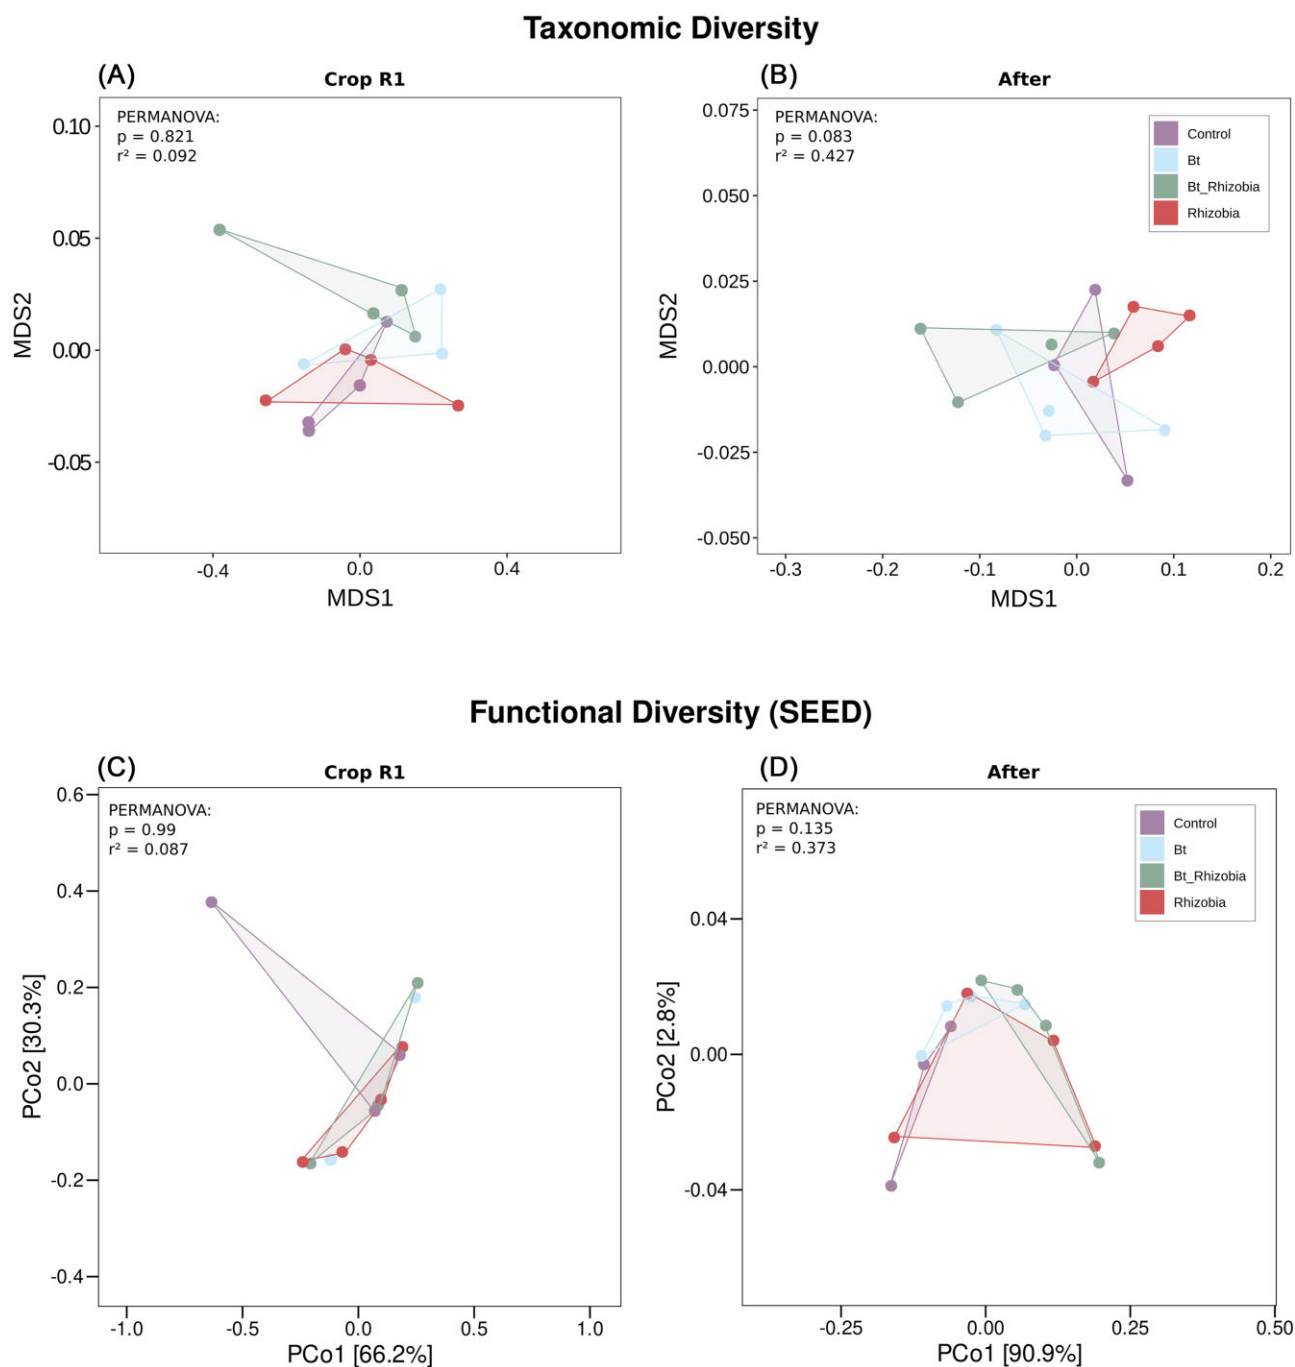 Taxonomic Diversity
(A)
Crop R1
PERMANOVA:
p = 0.821
r² = 0.092
0.10
0.05
0.00
-0.05
MDS2
-0.4
0.0
0.4
MDS1
(B)
After
PERMANOVA:
p = 0.083
r² = 0.427
Control
Bt
Bt_Rhizobia
Rhizobia
0.075
0.050
0.025
0.000
-0.025
-0.050
MDS2
-0.3
-0.2
-0.1
0.0
0.1
0.2
MDS1
Functional Diversity (SEED)
(C)
Crop R1
PERMANOVA:
p = 0.99
r² = 0.087
0.6
0.4
0.2
0.0
-0.2
-0.4
PCo2 [30.3%]
-1.0
-0.5
0.0
0.5
1.0
PCo1 [66.2%]
(D)
After
PERMANOVA:
p = 0.135
r² = 0.373
Control
Bt
Bt_Rhizobia
Rhizobia
0.04
0.00
-0.04
PCo2 [2.8%]
-0.25
0.00
0.25
0.50
PCo1 [90.9%]